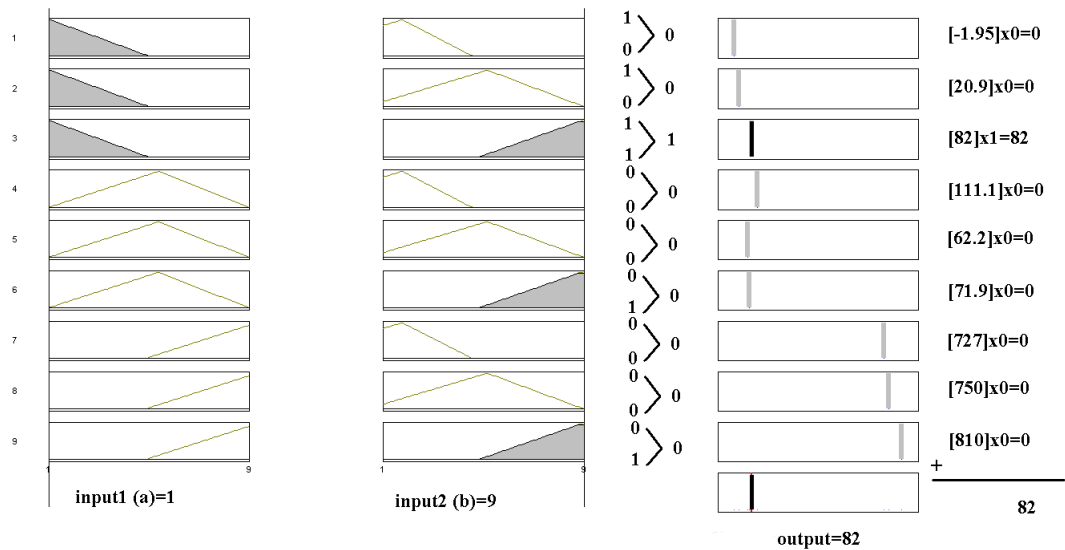 1 1 0 0 [-1.95]x0=0
2 1 0 0 [20.9]x0=0
3 1 1 1 [82]x1=82
4 0 0 0 [111.1]x0=0
5 0 0 0 [62.2]x0=0
6 0 1 0 [71.9]x0=0
7 0 0 0 [727]x0=0
8 0 0 0 [750]x0=0
9 0 1 0 [810]x0=0
1 9 1 9
+
input1 (a)=1 input2 (b)=9 82
output=82